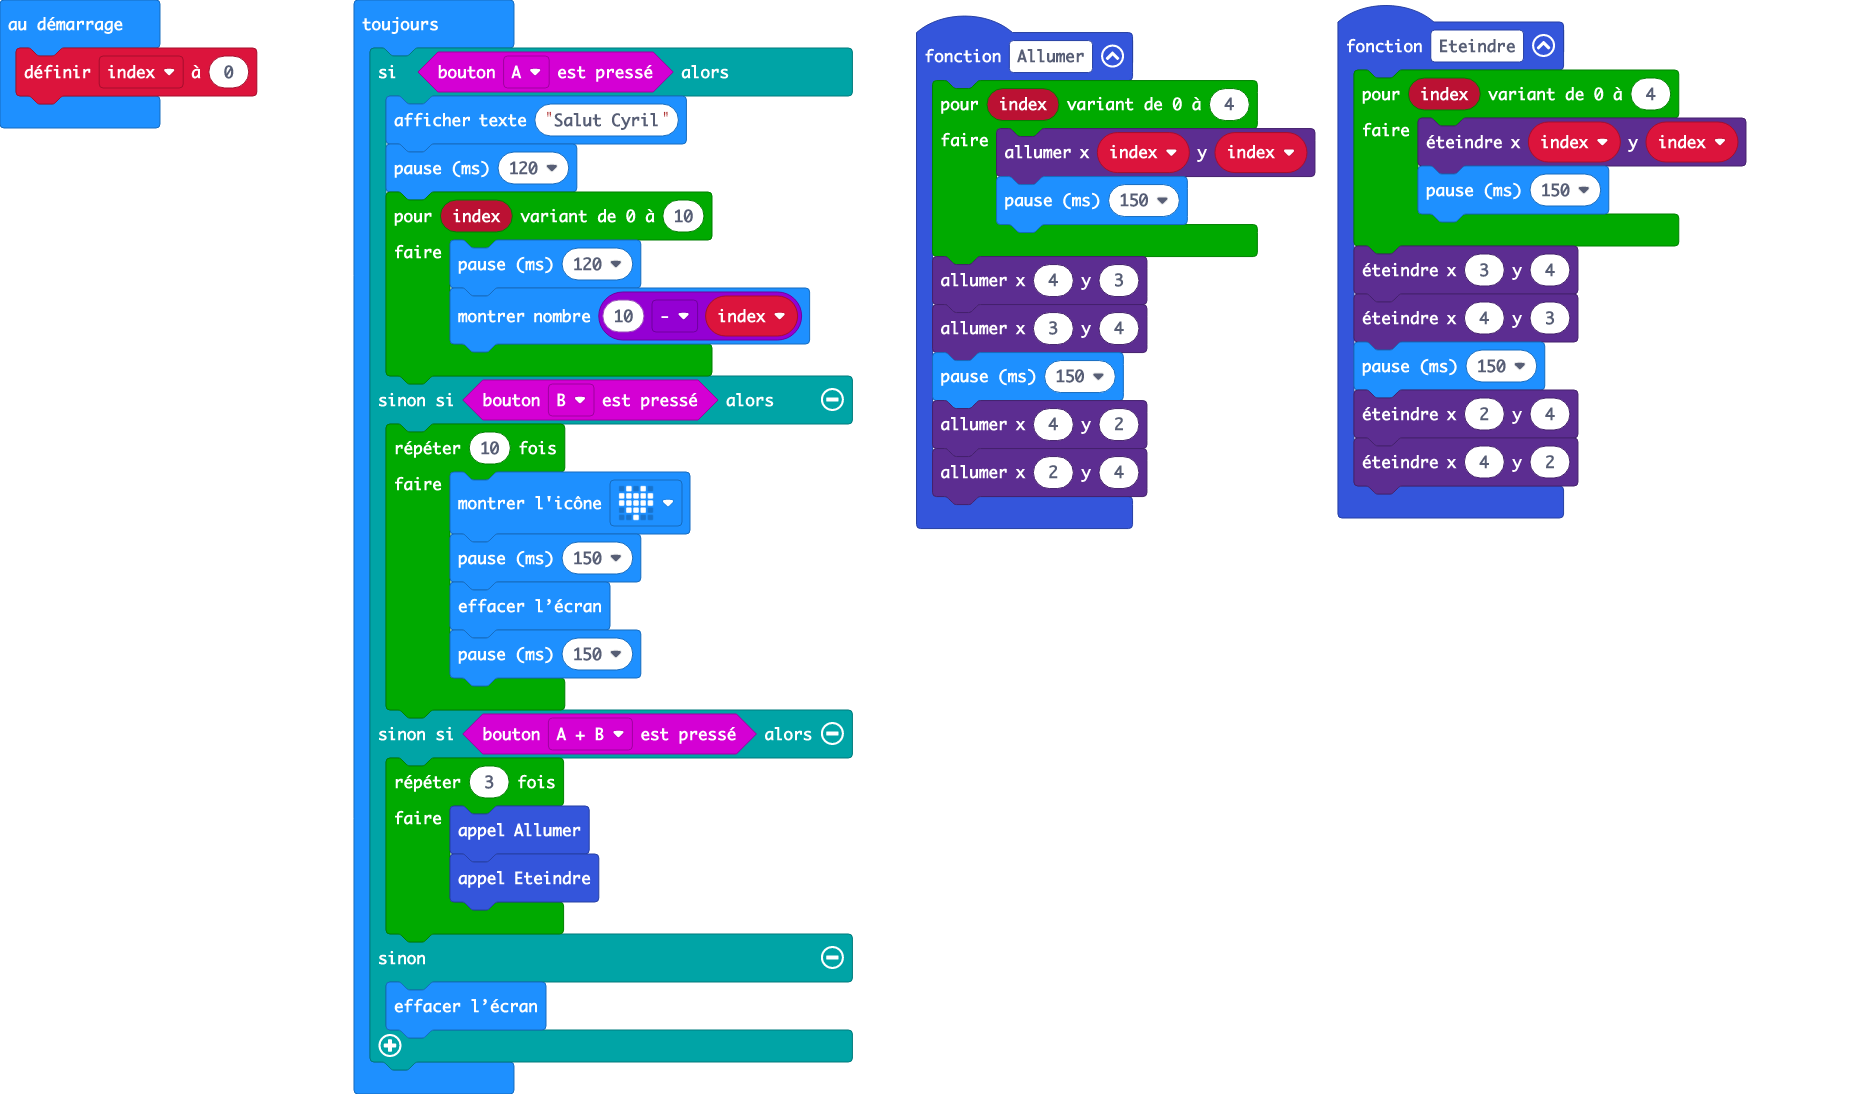 au démarrage
définir index à 0
toujours
si bouton A est pressé alors
afficher texte "Salut Cyril"
pause (ms) 120
pour index variant de 0 à 10
faire
pause (ms) 120
montrer nombre 10 - index
sinon si bouton B est pressé alors
répéter 10 fois
faire
montrer l'icône
pause (ms) 150
effacer l’écran
pause (ms) 150
sinon si bouton A + B est pressé alors
répéter 3 fois
faire
appel Allumer
appel Eteindre
sinon
effacer l’écran
fonction Allumer
pour index variant de 0 à 4
faire
allumer x index y index
pause (ms) 150
allumer x 4 y 3
allumer x 3 y 4
pause (ms) 150
allumer x 4 y 2
allumer x 2 y 4
fonction Eteindre
pour index variant de 0 à 4
faire
éteindre x index y index
pause (ms) 150
éteindre x 3 y 4
éteindre x 4 y 3
pause (ms) 150
éteindre x 2 y 4
éteindre x 4 y 2